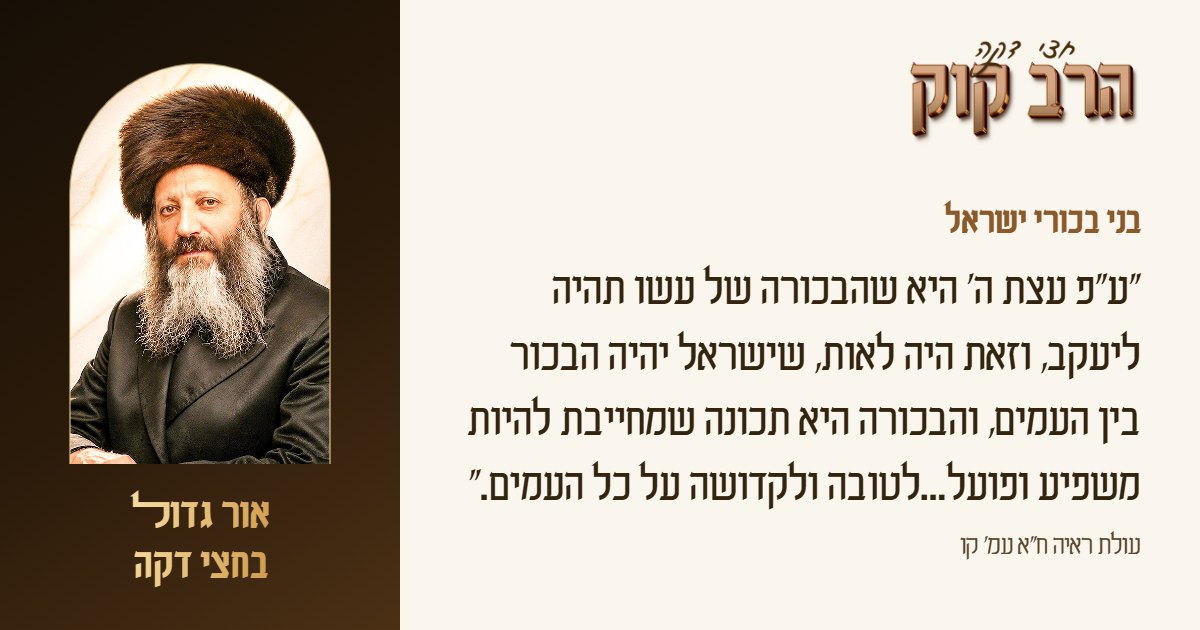 חצי דקה
הרב קוק
בני בכורי ישראל
"ע"פ עצת ה' היא שהבכורה של עשו תהיה
ליעקב, וזאת היה לאות, שישראל יהיה הבכור
בין העמים, והבכורה היא תכונה שמחייבת להיות
משפיע ופועל...לטובה ולקדושה על כל העמים."
עולת ראיה ח"א עמ' קו
אור גדול
בחצי דקה